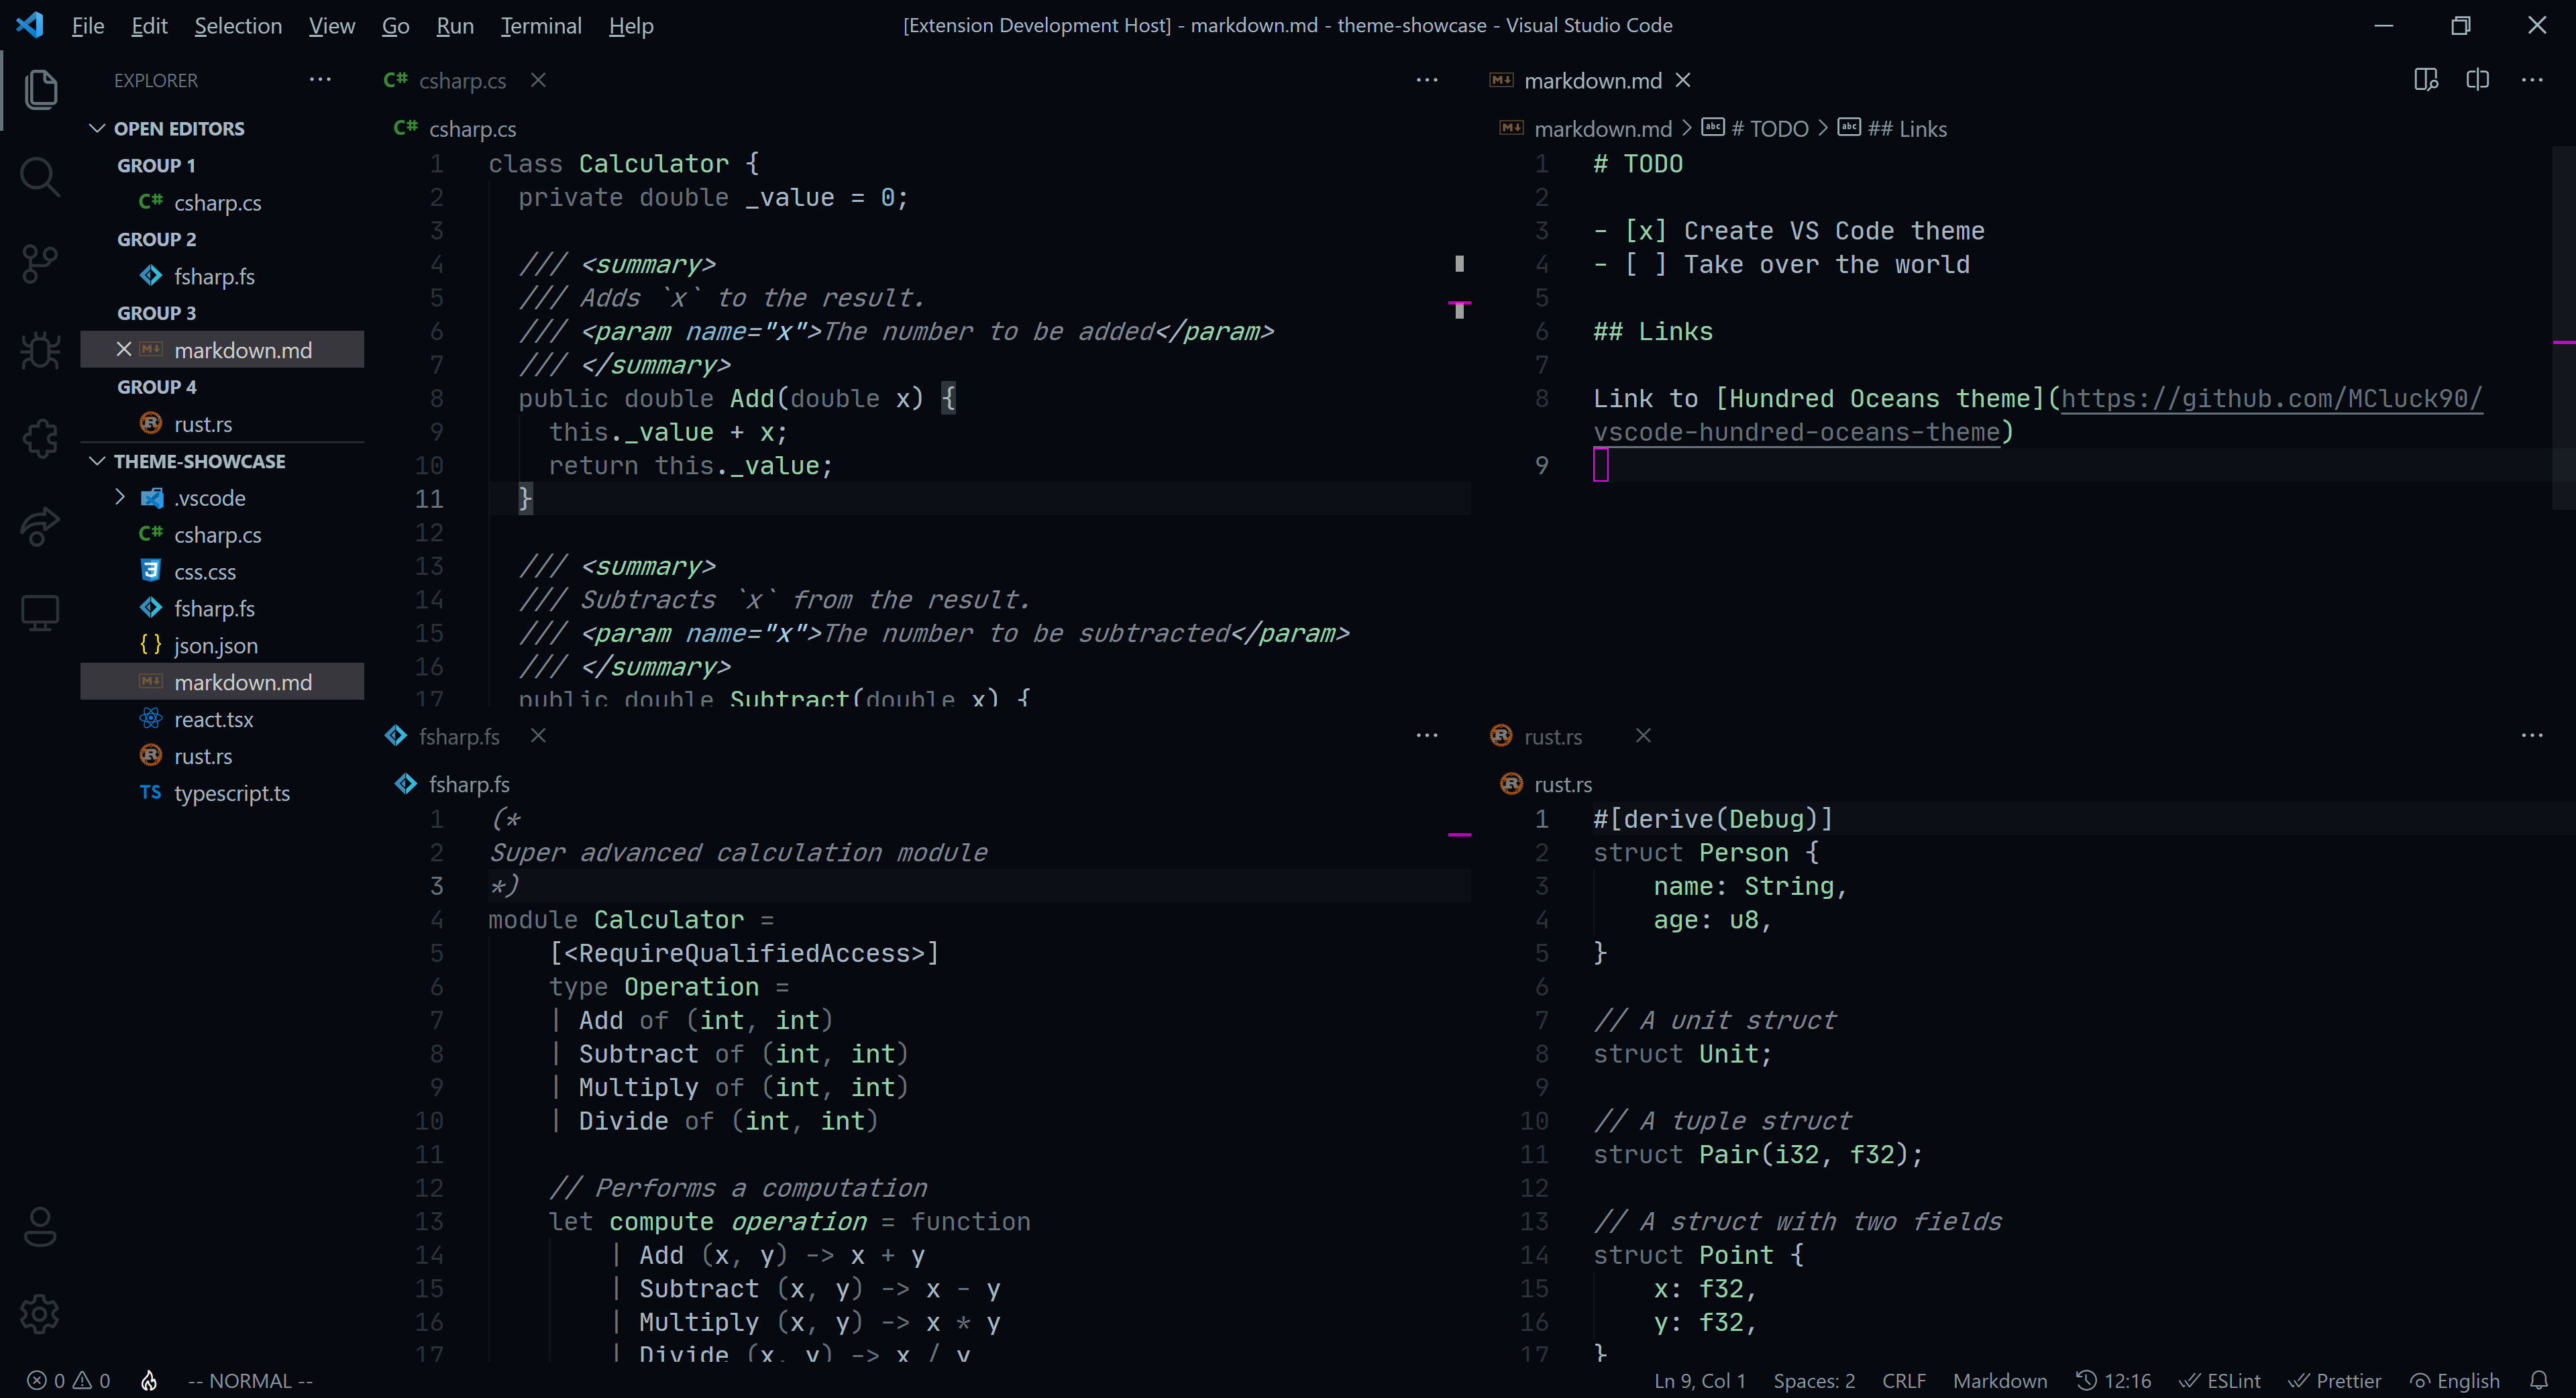 File Edit Selection View Go Run Terminal Help
[Extension Development Host] - markdown.md - theme-showcase - Visual Studio Code
EXPLORER
OPEN EDITORS
GROUP 1
C# csharp.cs
GROUP 2
fsharp.fs
GROUP 3
markdown.md
GROUP 4
rust.rs
THEME-SHOWCASE
.vscode
C# csharp.cs
css.css
fsharp.fs
{} json.json
markdown.md
react.tsx
rust.rs
TS typescript.ts
C# csharp.cs
C# csharp.cs
1 class Calculator {
2 private double _value = 0;
3
4 /// <summary>
5 /// Adds `x` to the result.
6 /// <param name="x">The number to be added</param>
7 /// </summary>
8 public double Add(double x) {
9 this._value + x;
10 return this._value;
11 }
12
13 /// <summary>
14 /// Subtracts `x` from the result.
15 /// <param name="x">The number to be subtracted</param>
16 /// </summary>
17 public double Subtract(double x) {
markdown.md
markdown.md > # TODO > ## Links
1 # TODO
2
3 - [x] Create VS Code theme
4 - [ ] Take over the world
5
6 ## Links
7
8 Link to [Hundred Oceans theme](https://github.com/MCluck90/
vscode-hundred-oceans-theme)
9
fsharp.fs
fsharp.fs
1 (*
2 Super advanced calculation module
3 *)
4 module Calculator =
5 [<RequireQualifiedAccess>]
6 type Operation =
7 | Add of (int, int)
8 | Subtract of (int, int)
9 | Multiply of (int, int)
10 | Divide of (int, int)
11
12 // Performs a computation
13 let compute operation = function
14 | Add (x, y) -> x + y
15 | Subtract (x, y) -> x - y
16 | Multiply (x, y) -> x * y
17 | Divide (x, y) -> x / y
rust.rs
rust.rs
1 #[derive(Debug)]
2 struct Person {
3 name: String,
4 age: u8,
5 }
6
7 // A unit struct
8 struct Unit;
9
10 // A tuple struct
11 struct Pair(i32, f32);
12
13 // A struct with two fields
14 struct Point {
15 x: f32,
16 y: f32,
17 }
0 0 -- NORMAL --
Ln 9, Col 1 Spaces: 2 CRLF Markdown 12:16 ESLint Prettier English